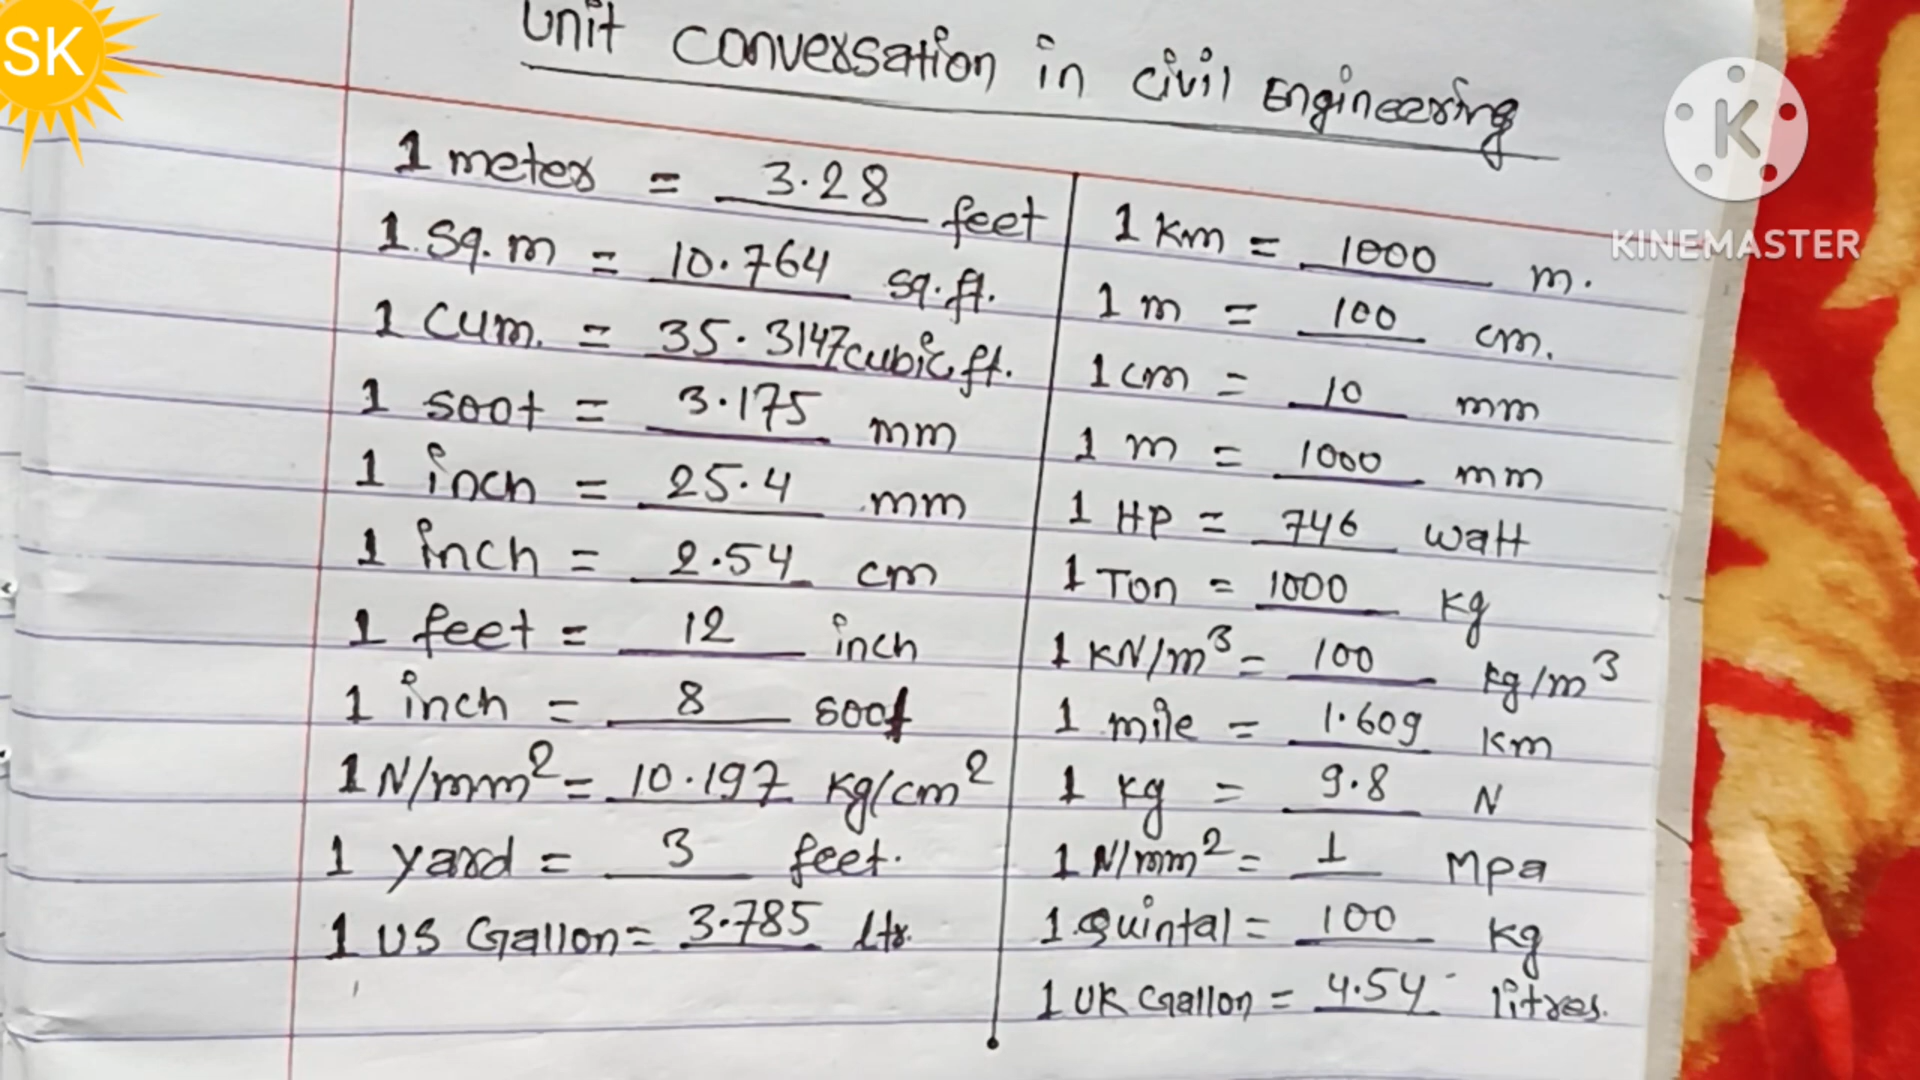 SK
Unit Conversation in Civil Engineering
K
KINEMASTER
1 meter = 3.28 feet
1 Sq.m = 10.764 sq.ft.
1 Cum. = 35.3147 cubic ft.
1 soot = 3.175 mm
1 inch = 25.4 mm
1 inch = 2.54 cm
1 feet = 12 inch
1 inch = 8 soot
1 N/mm² = 10.197 kg/cm²
1 yard = 3 feet.
1 US Gallon = 3.785 ltr.
1 Km = 1000 m.
1 m = 100 cm.
1 cm = 10 mm
1 m = 1000 mm
1 HP = 746 watt
1 Ton = 1000 kg
1 KN/m³ = 100 kg/m³
1 mile = 1.609 km
1 kg = 9.8 N
1 N/mm² = 1 Mpa
1 Quintal = 100 kg
1 UK Gallon = 4.54 litres.